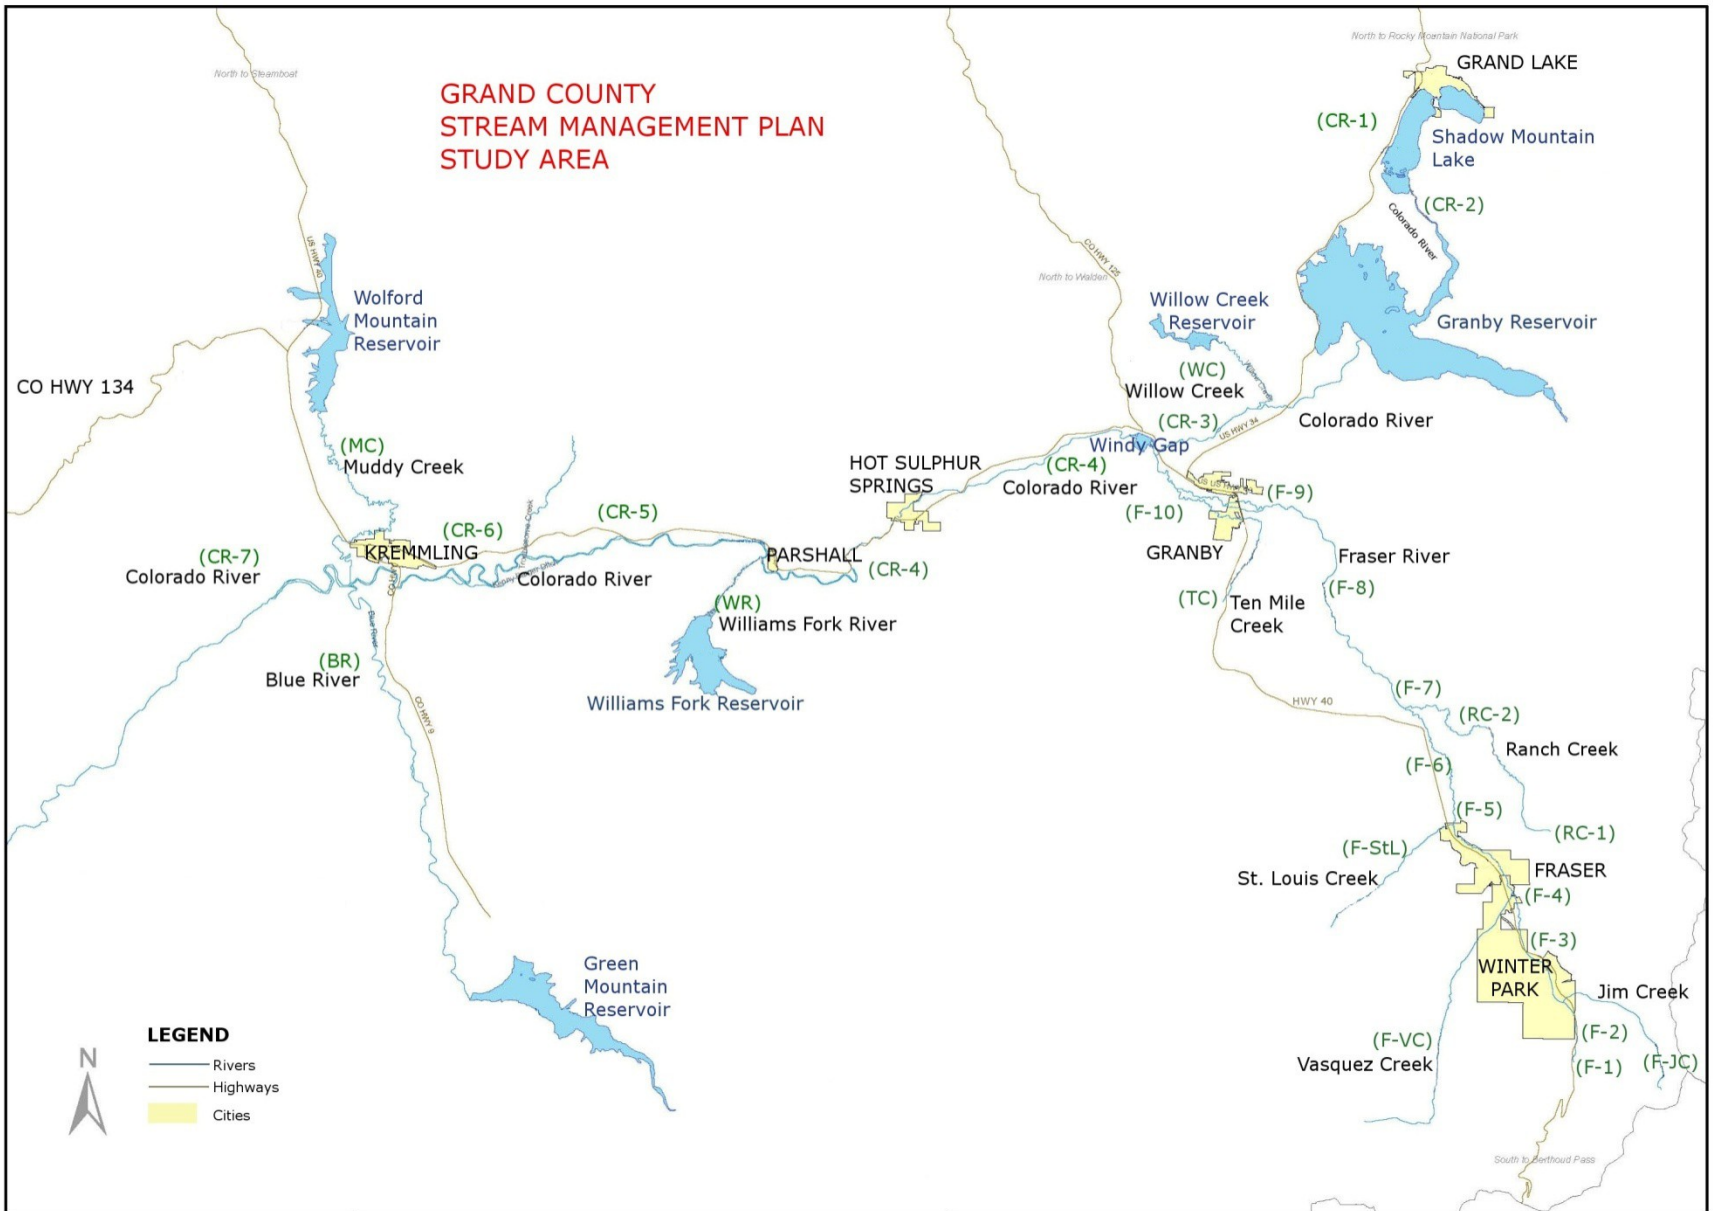 North to Steamboat
North to Rocky Mountain National Park
GRAND COUNTY
STREAM MANAGEMENT PLAN
STUDY AREA
GRAND LAKE
(CR-1)
Shadow Mountain
Lake
(CR-2)
Colorado River
US HWY 40
CO HWY 125
North to Walden
Wolford
Mountain
Reservoir
Willow Creek
Reservoir
Granby Reservoir
CO HWY 134
(WC)
Willow Creek
Willow Creek
(CR-3)
US HWY 34
Colorado River
Windy Gap
(MC)
Muddy Creek
HOT SULPHUR
SPRINGS
(CR-4)
Colorado River
(F-9)
(F-10)
GRANBY
(CR-6)
(CR-5)
KREMMLING
PARSHALL
(CR-4)
(CR-7)
Colorado River
Colorado River
Fraser River
(F-8)
(TC)
Ten Mile
Creek
(WR)
Williams Fork River
Blue River
(BR)
Blue River
Williams Fork Reservoir
CO HWY 9
HWY 40
(F-7)
(RC-2)
Ranch Creek
(F-6)
(F-5)
(RC-1)
(F-StL)
St. Louis Creek
FRASER
(F-4)
(F-3)
WINTER
PARK
Jim Creek
Green
Mountain
Reservoir
(F-2)
(F-VC)
Vasquez Creek
(F-1)
(F-JC)
LEGEND
N
Rivers
Highways
Cities
South to Berthoud Pass